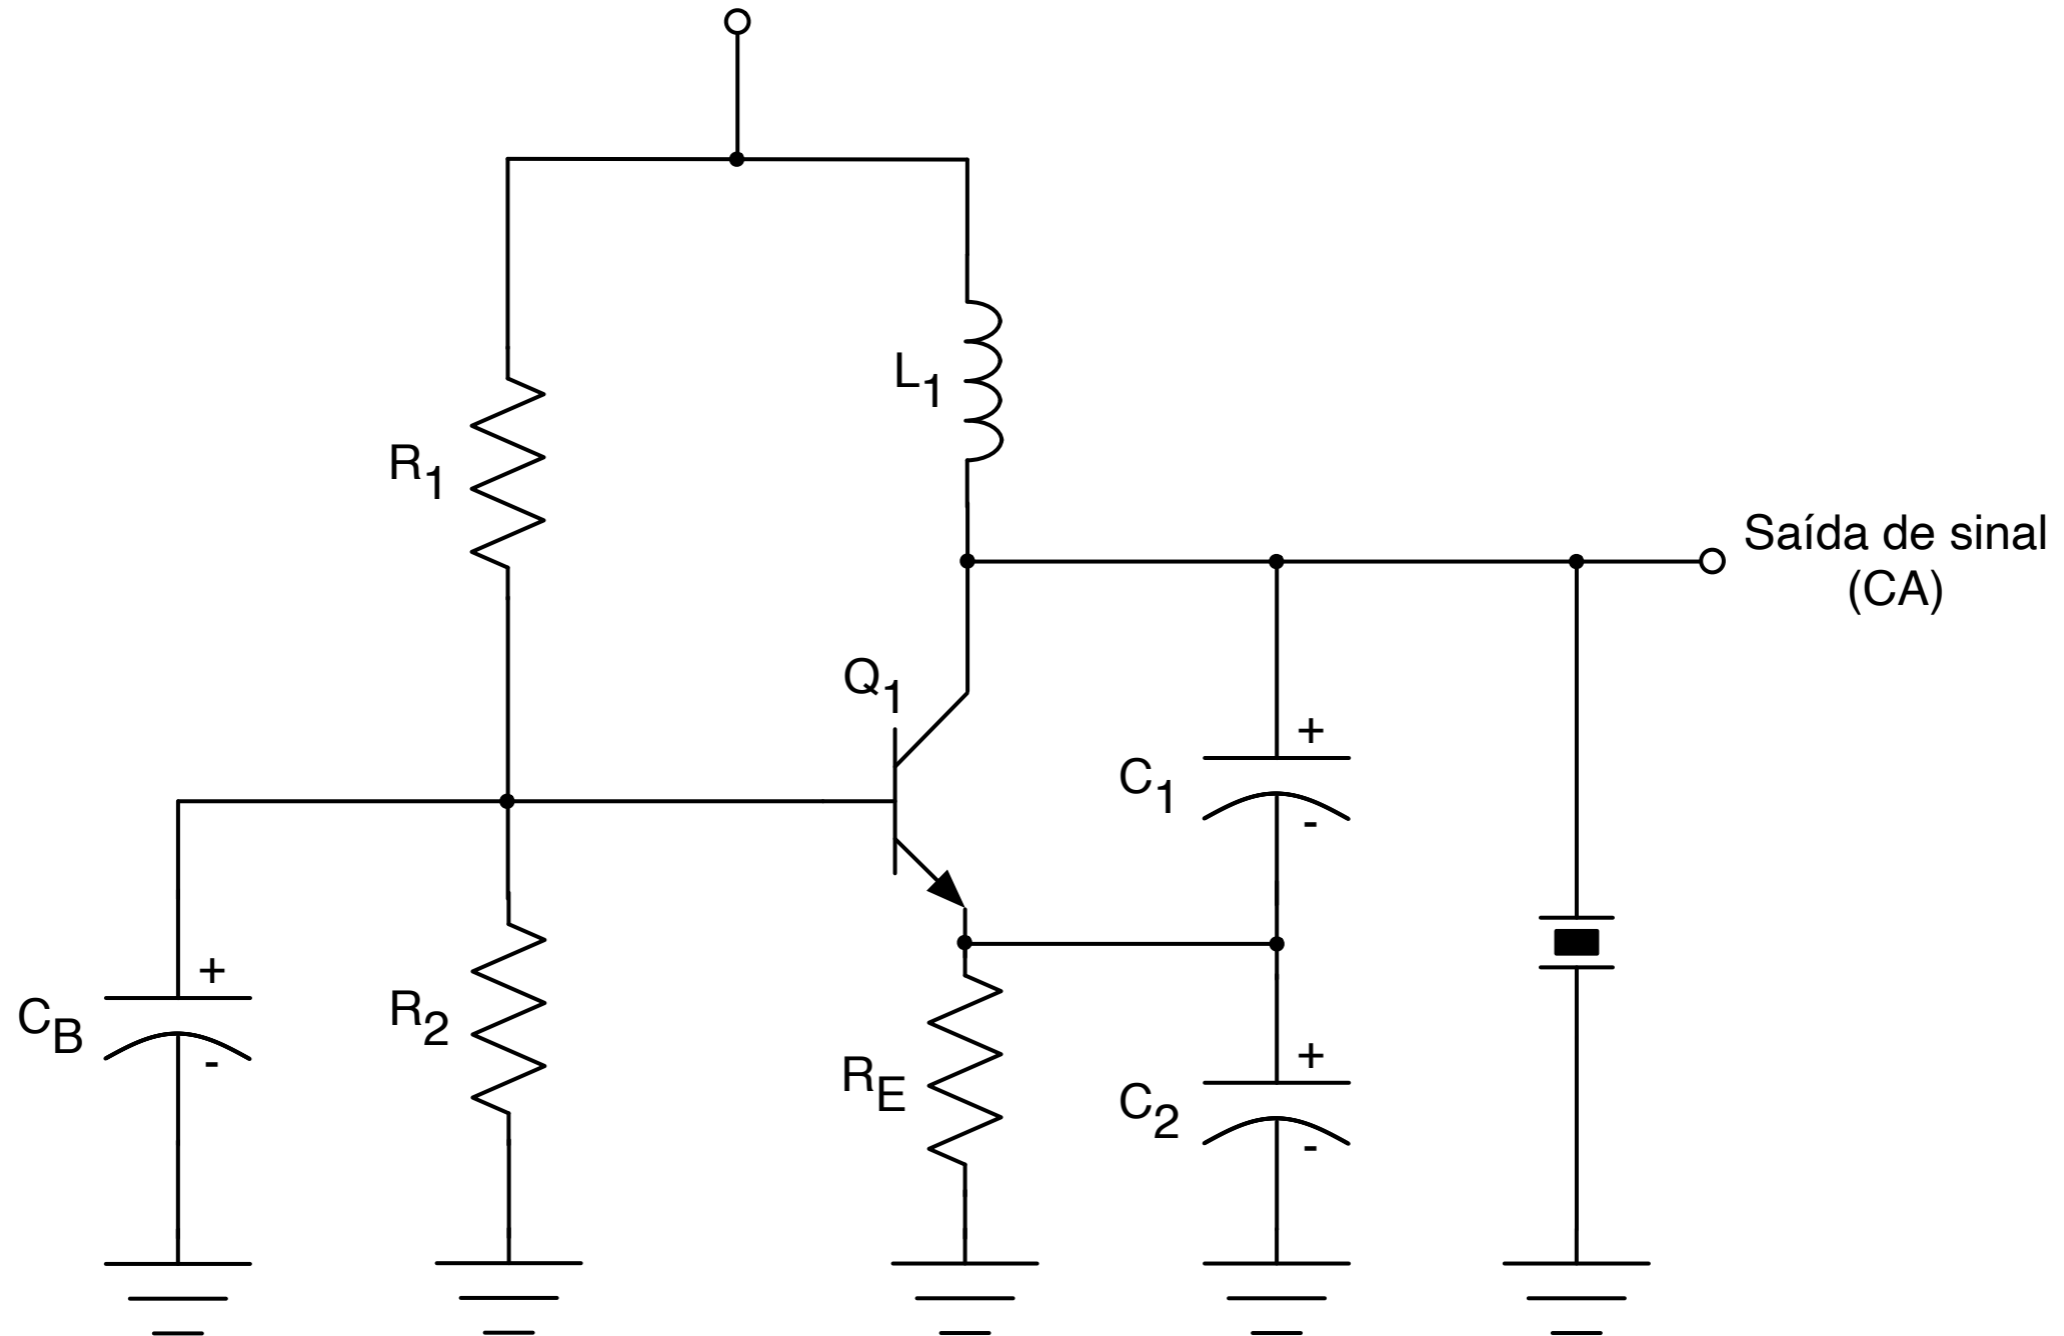 L1
R1
Saída de sinal
(CA)
Q1
+
C1
-
+
CB
R2
-
RE
+
C2
-